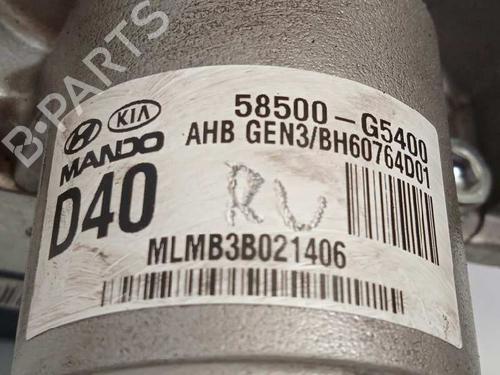 B-PARTS
KIA
MANDO
58500-G5400
AHB GEN3/BH60764D01
D40
RU
MLMB3B021406